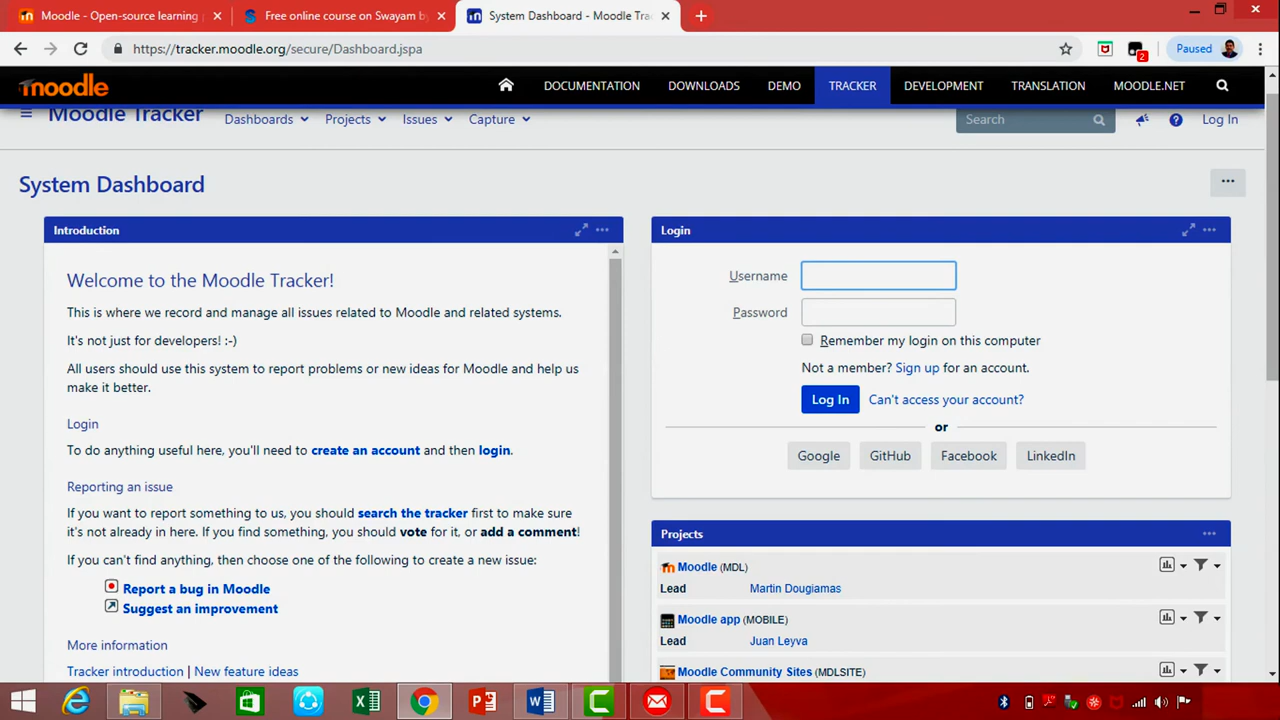 Moodle - Open-source learning
Free online course on Swayam by
System Dashboard - Moodle Trac
https://tracker.moodle.org/secure/Dashboard.jspa
2
Paused
moodle
DOCUMENTATION
DOWNLOADS
DEMO
TRACKER
DEVELOPMENT
TRANSLATION
MOODLE.NET
Moodle Tracker
Dashboards
Projects
Issues
Capture
Search
Log In
System Dashboard
Introduction
Welcome to the Moodle Tracker!
This is where we record and manage all issues related to Moodle and related systems.
It's not just for developers! :-)
All users should use this system to report problems or new ideas for Moodle and help us
make it better.
Login
To do anything useful here, you'll need to create an account and then login.
Reporting an issue
If you want to report something to us, you should search the tracker first to make sure
it's not already in here. If you find something, you should vote for it, or add a comment!
If you can't find anything, then choose one of the following to create a new issue:
Report a bug in Moodle
Suggest an improvement
More information
Tracker introduction | New feature ideas
Login
Username
Password
Remember my login on this computer
Not a member? Sign up for an account.
Log In
Can't access your account?
or
Google
GitHub
Facebook
LinkedIn
Projects
Moodle (MDL)
Lead Martin Dougiamas
Moodle app (MOBILE)
Lead Juan Leyva
Moodle Community Sites (MDLSITE)